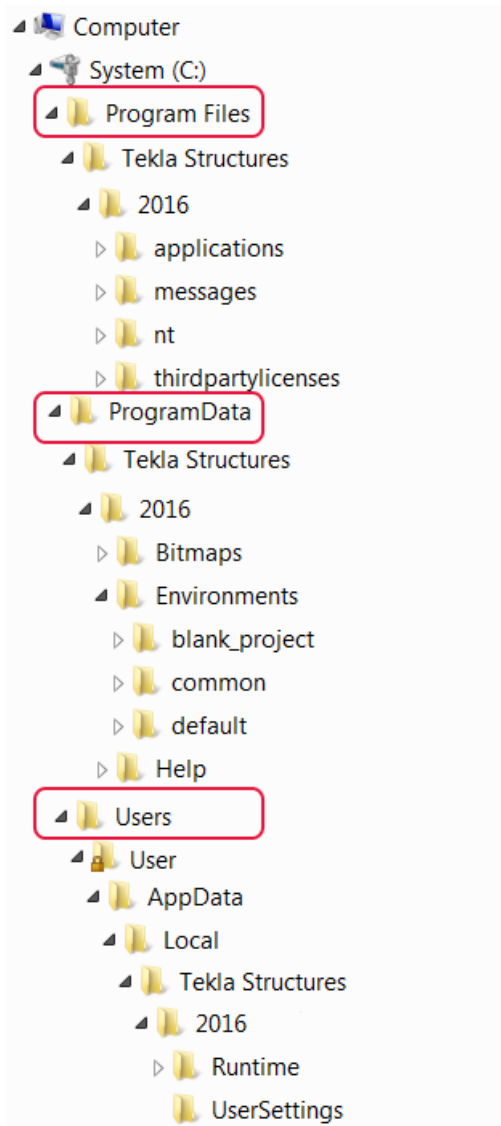 Computer
System (C:)
Program Files
Tekla Structures
2016
applications
messages
nt
thirdpartylicenses
ProgramData
Tekla Structures
2016
Bitmaps
Environments
blank_project
common
default
Help
Users
User
AppData
Local
Tekla Structures
2016
Runtime
UserSettings